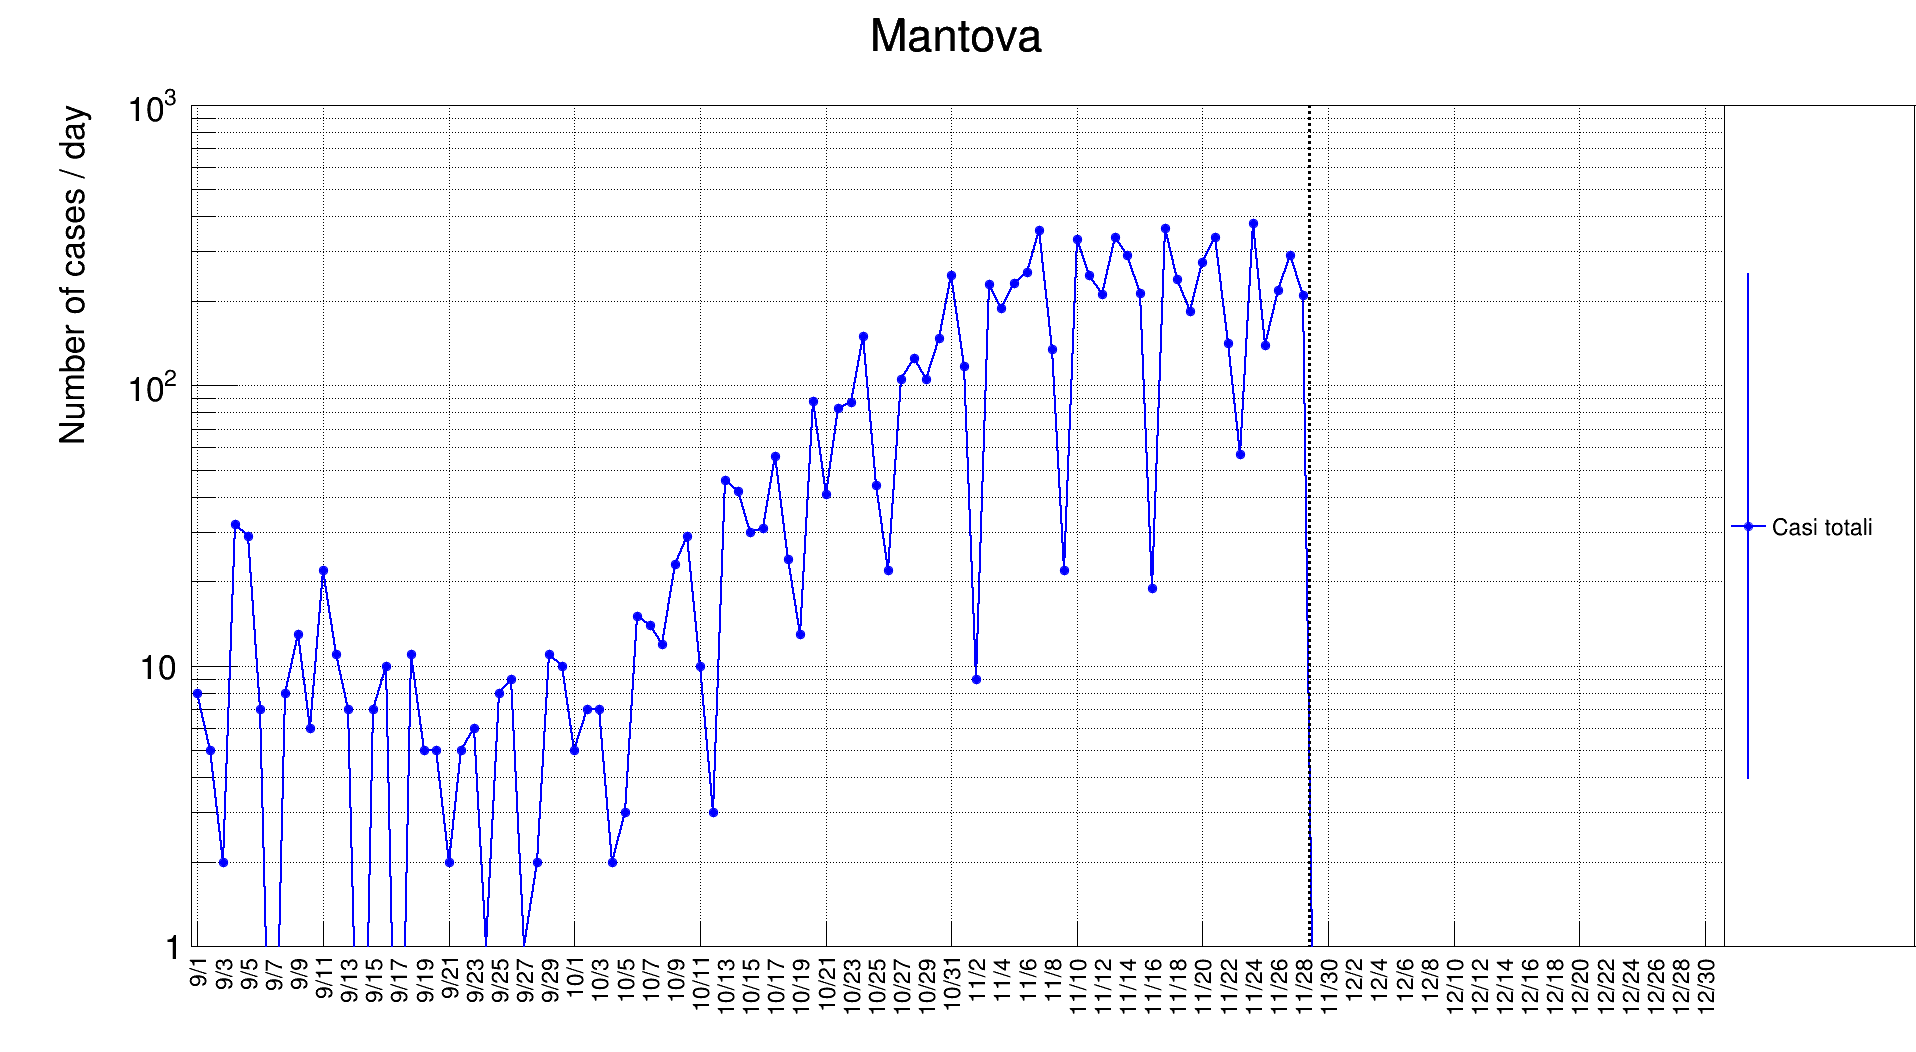 Mantova
Number of cases / day
10³
10²
10
1
9/1 9/3 9/5 9/7 9/9 9/11 9/13 9/15 9/17 9/19 9/21 9/23 9/25 9/27 9/29 10/1 10/3 10/5 10/7 10/9 10/11 10/13 10/15 10/17 10/19 10/21 10/23 10/25 10/27 10/29 10/31 11/2 11/4 11/6 11/8 11/10 11/12 11/14 11/16 11/18 11/20 11/22 11/24 11/26 11/28 11/30 12/2 12/4 12/6 12/8 12/10 12/12 12/14 12/16 12/18 12/20 12/22 12/24 12/26 12/28 12/30
Casi totali